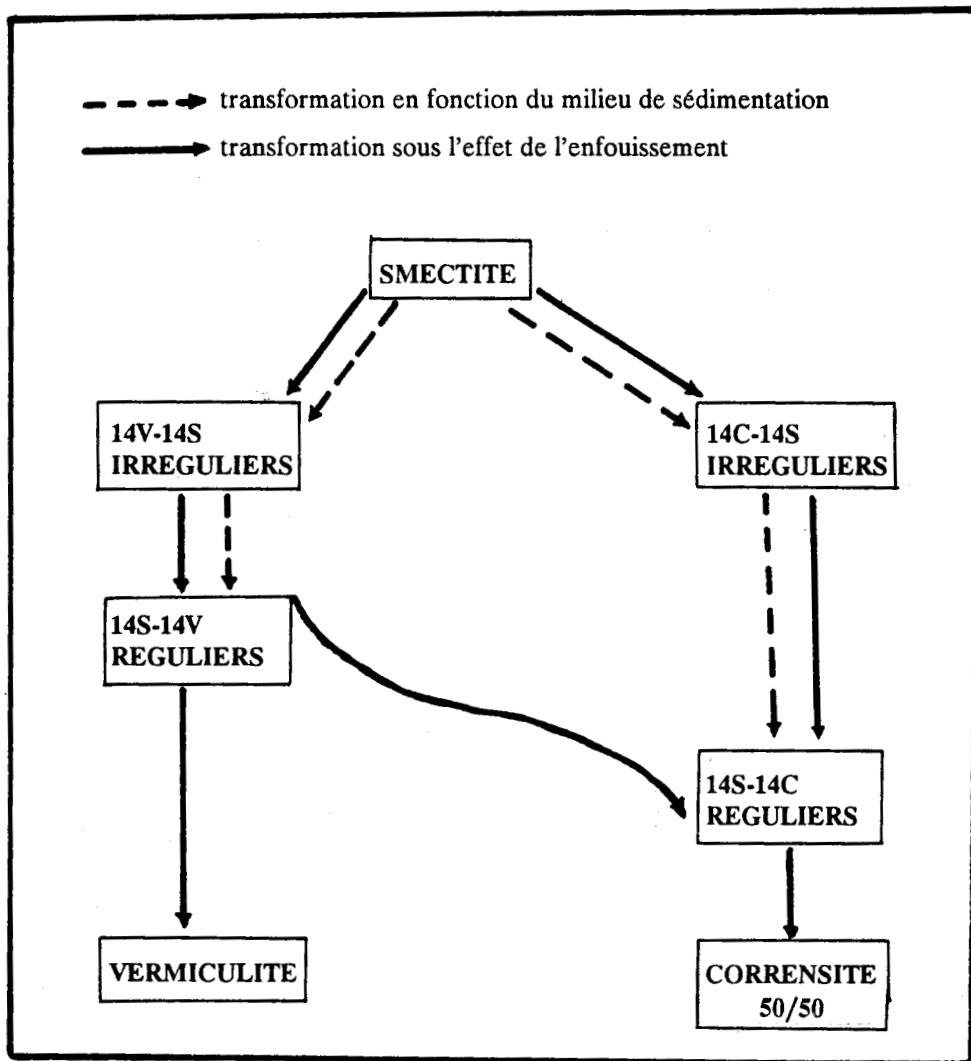 transformation en fonction du milieu de sédimentation
transformation sous l'effet de l'enfouissement
SMECTITE
14V-14S
IRREGULIERS
14C-14S
IRREGULIERS
14S-14V
REGULIERS
14S-14C
REGULIERS
VERMICULITE
CORRENSITE
50/50